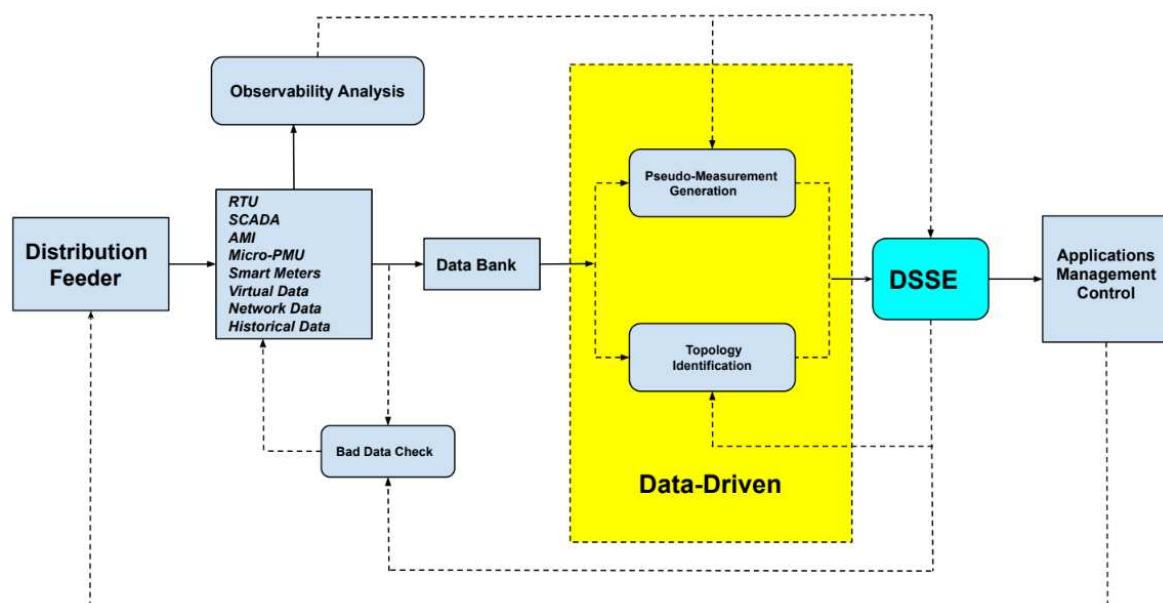 Observability Analysis
Pseudo-Measurement
Generation
RTU
SCADA
AMI
Micro-PMU
Smart Meters
Virtual Data
Network Data
Historical Data
Distribution
Feeder
Data Bank
DSSE
Applications
Management
Control
Topology
Identification
Bad Data Check
Data-Driven